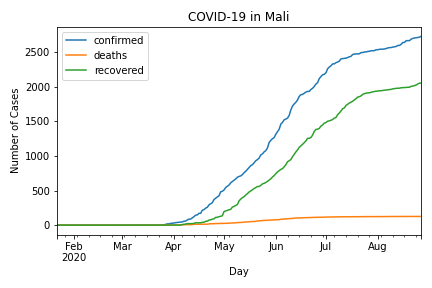 COVID-19 in Mali
confirmed
deaths
recovered
Number of Cases
2500
2000
1500
1000
500
0
Feb Mar Apr May Jun Jul Aug
2020
Day